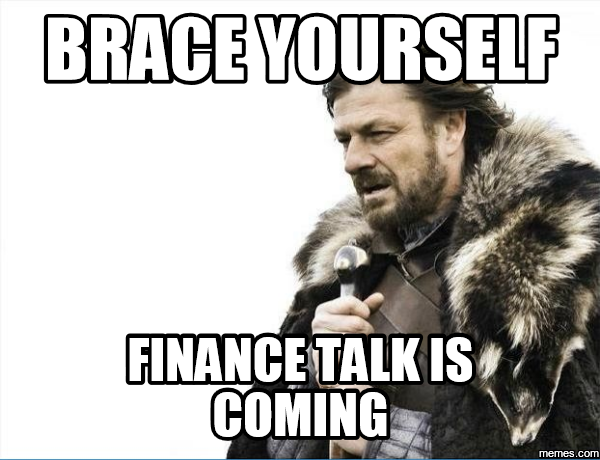 BRACE YOURSELF
FINANCE TALK IS
COMING
memes.com